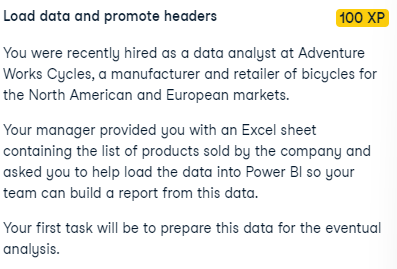 Load data and promote headers 100 XP
You were recently hired as a data analyst at Adventure
Works Cycles, a manufacturer and retailer of bicycles for
the North American and European markets.
Your manager provided you with an Excel sheet
containing the list of products sold by the company and
asked you to help load the data into Power BI so your
team can build a report from this data.
Your first task will be to prepare this data for the eventual
analysis.